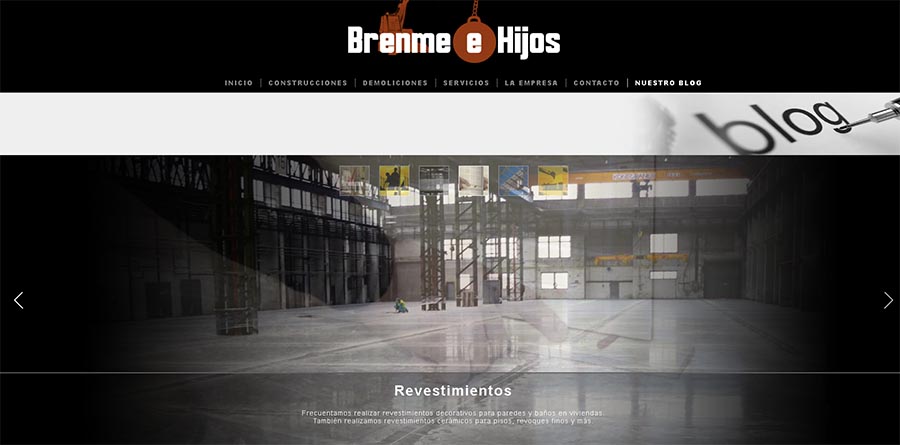 Brenme e Hijos
INICIO | CONSTRUCCIONES | DEMOLICIONES | SERVICIOS | LA EMPRESA | CONTACTO | NUESTRO BLOG
blog
Revestimientos
Frecuentamos realizar revestimientos decorativos para paredes y baños en viviendas.
También realizamos revestimientos cerámicos para pisos, revoques finos y más.